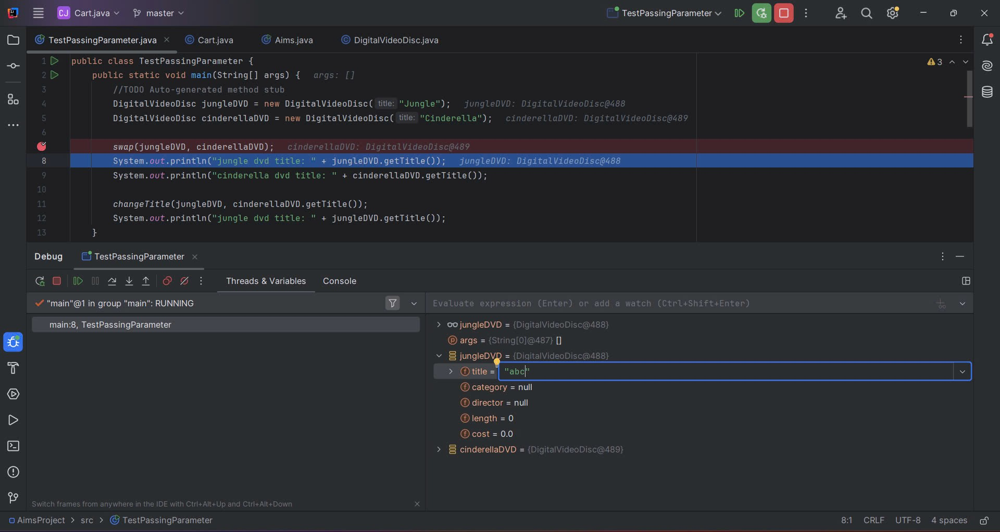 CJ Cart.java master TestPassingParameter
TestPassingParameter.java Cart.java Aims.java DigitalVideoDisc.java
1 public class TestPassingParameter { 3
2 public static void main(String[] args) { args: []
3 //TODO Auto-generated method stub
4 DigitalVideoDisc jungleDVD = new DigitalVideoDisc( title: "Jungle"); jungleDVD: DigitalVideoDisc@488
5 DigitalVideoDisc cinderellaDVD = new DigitalVideoDisc( title: "Cinderella"); cinderellaDVD: DigitalVideoDisc@489
6
swap(jungleDVD, cinderellaDVD); cinderellaDVD: DigitalVideoDisc@489
8 System.out.println("jungle dvd title: " + jungleDVD.getTitle()); jungleDVD: DigitalVideoDisc@488
9 System.out.println("cinderella dvd title: " + cinderellaDVD.getTitle());
10
11 changeTitle(jungleDVD, cinderellaDVD.getTitle());
12 System.out.println("jungle dvd title: " + jungleDVD.getTitle());
13 }
Debug TestPassingParameter
Threads & Variables Console
"main"@1 in group "main": RUNNING
Evaluate expression (Enter) or add a watch (Ctrl+Shift+Enter)
main:8, TestPassingParameter
jungleDVD = {DigitalVideoDisc@488}
args = {String[0]@487} []
jungleDVD = {DigitalVideoDisc@488}
title = "abc"
category = null
director = null
length = 0
cost = 0.0
cinderellaDVD = {DigitalVideoDisc@489}
Switch frames from anywhere in the IDE with Ctrl+Alt+Up and Ctrl+Alt+Down
AimsProject > src > TestPassingParameter 8:1 CRLF UTF-8 4 spaces